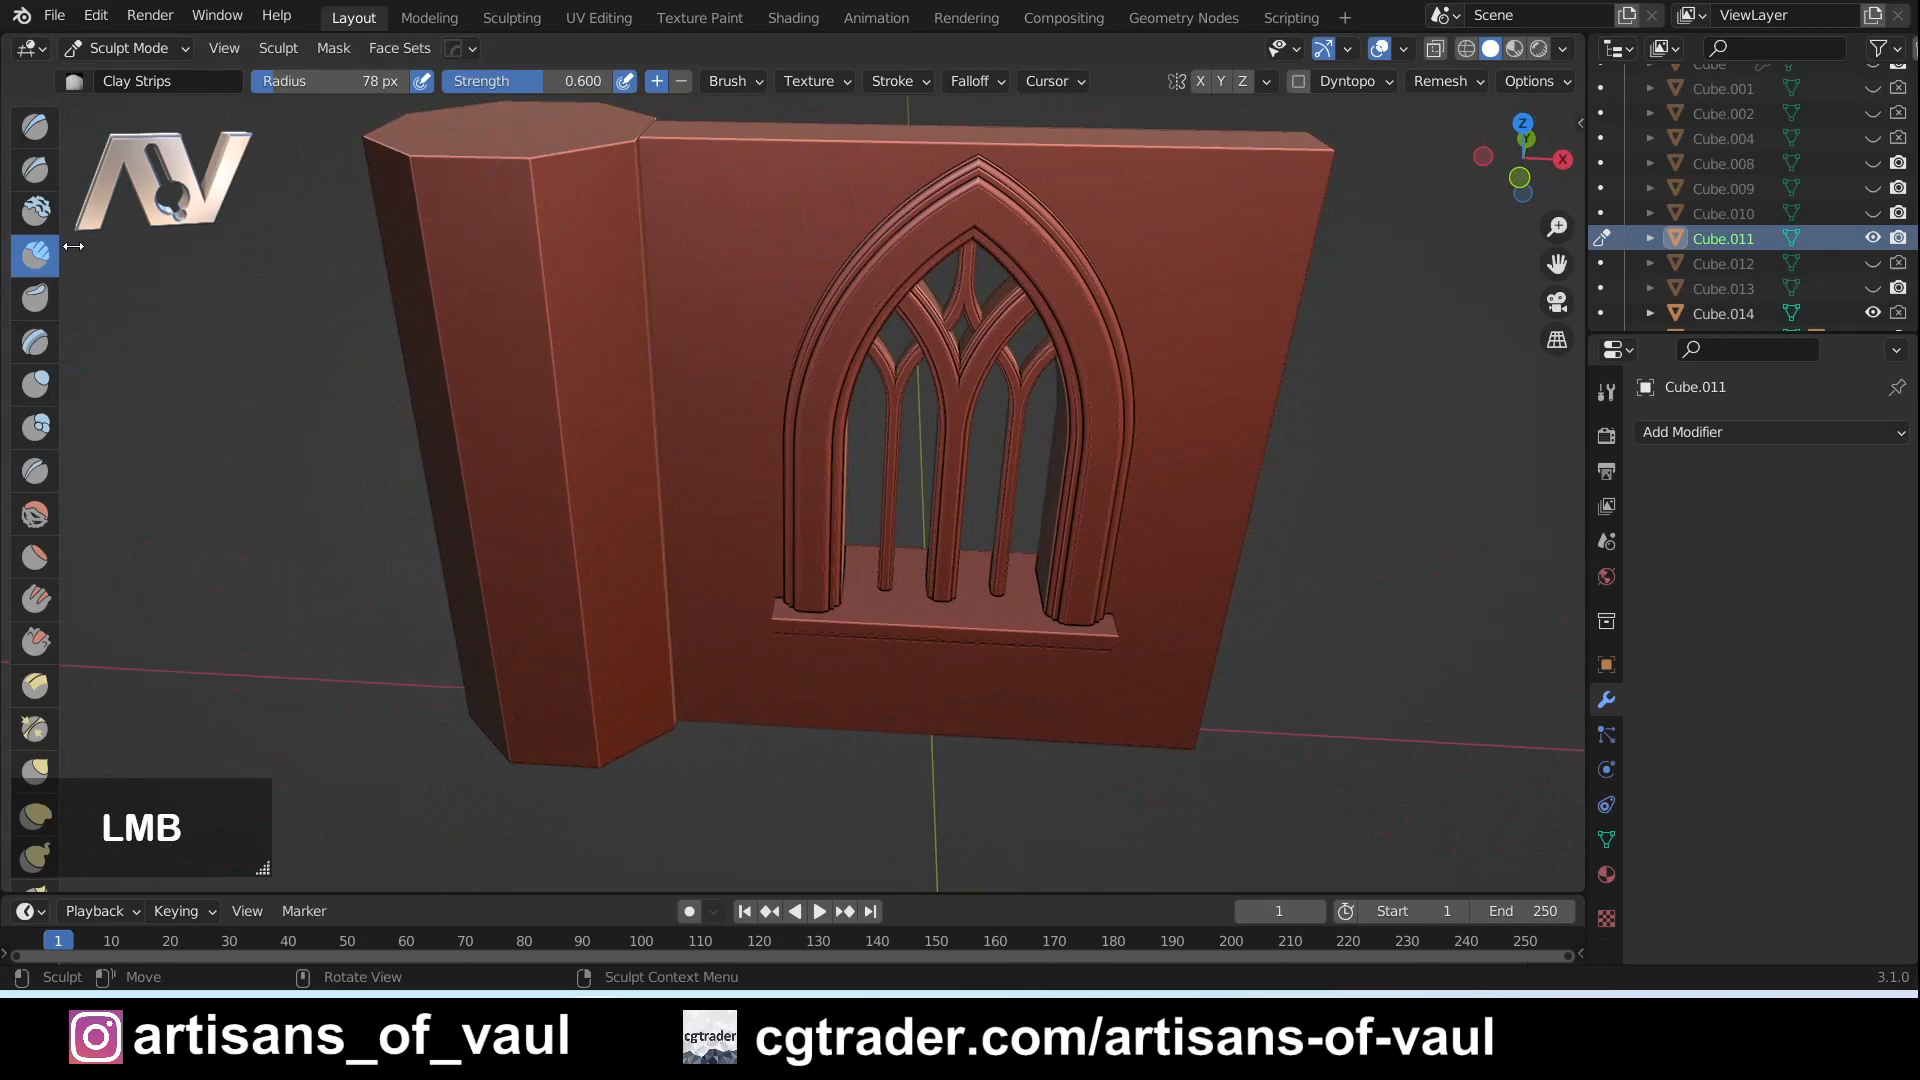 File Edit Render Window Help Layout Modeling Sculpting UV Editing Texture Paint Shading Animation Rendering Compositing Geometry Nodes Scripting + Scene ViewLayer
Sculpt Mode View Sculpt Mask Face Sets
Clay Strips Radius 78 px Strength 0.600 Brush Texture Stroke Falloff Cursor X Y Z Dyntopo Remesh Options
Cube
Cube.001
Cube.002
Cube.004
Cube.008
Cube.009
Cube.010
Cube.011
Cube.012
Cube.013
Cube.014
Z
Y
X
AV
Cube.011
Add Modifier
LMB
Playback Keying View Marker 1 Start 1 End 250
1 10 20 30 40 50 60 70 80 90 100 110 120 130 140 150 160 170 180 190 200 210 220 230 240 250
Sculpt Move Rotate View Sculpt Context Menu 3.1.0
artisans_of_vaul cgtrader cgtrader.com/artisans-of-vaul